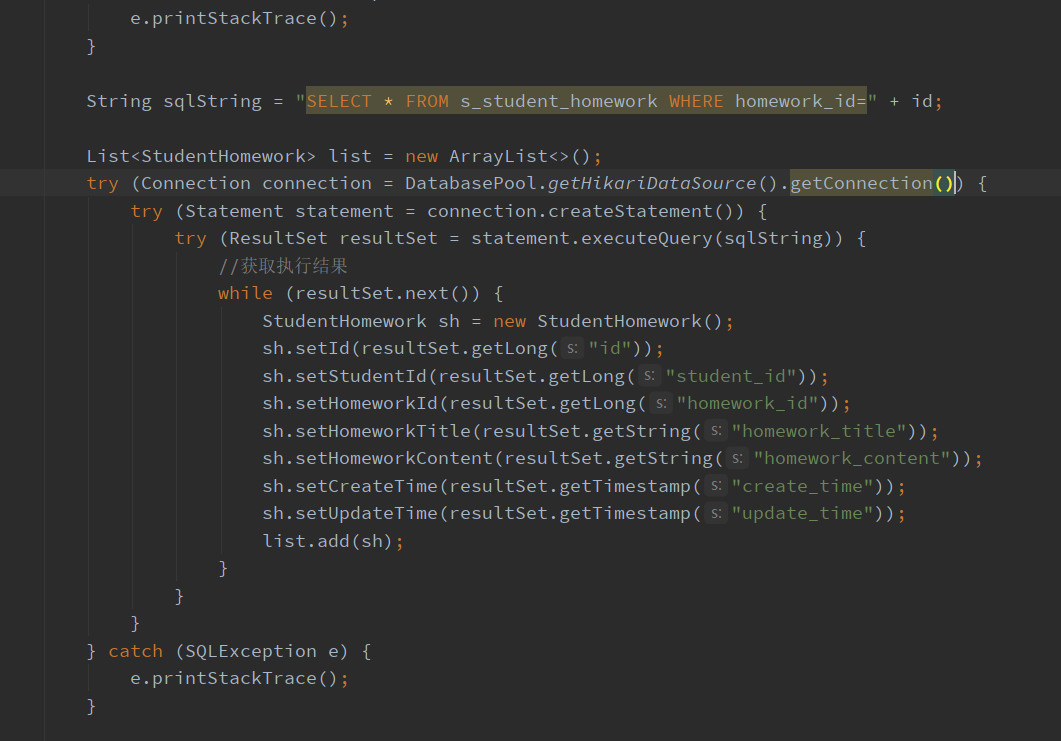 e.printStackTrace();
}
String sqlString = "SELECT * FROM s_student_homework WHERE homework_id=" + id;
List<StudentHomework> list = new ArrayList<>();
try (Connection connection = DatabasePool.getHikariDataSource().getConnection()) {
try (Statement statement = connection.createStatement()) {
try (ResultSet resultSet = statement.executeQuery(sqlString)) {
//获取执行结果
while (resultSet.next()) {
StudentHomework sh = new StudentHomework();
sh.setId(resultSet.getLong( s: "id"));
sh.setStudentId(resultSet.getLong( s: "student_id"));
sh.setHomeworkId(resultSet.getLong( s: "homework_id"));
sh.setHomeworkTitle(resultSet.getString( s: "homework_title"));
sh.setHomeworkContent(resultSet.getString( s: "homework_content"));
sh.setCreateTime(resultSet.getTimestamp( s: "create_time"));
sh.setUpdateTime(resultSet.getTimestamp( s: "update_time"));
list.add(sh);
}
}
}
} catch (SQLException e) {
e.printStackTrace();
}